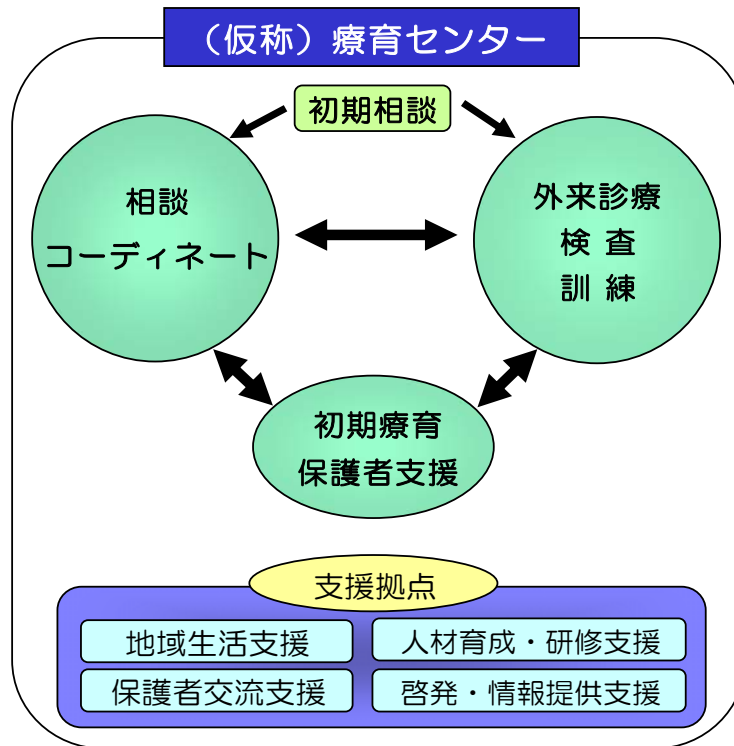 （仮称）療育センター
初期相談
相談
コーディネート
外来診療
検 査
訓 練
初期療育
保護者支援
支援拠点
地域生活支援
人材育成・研修支援
保護者交流支援
啓発・情報提供支援